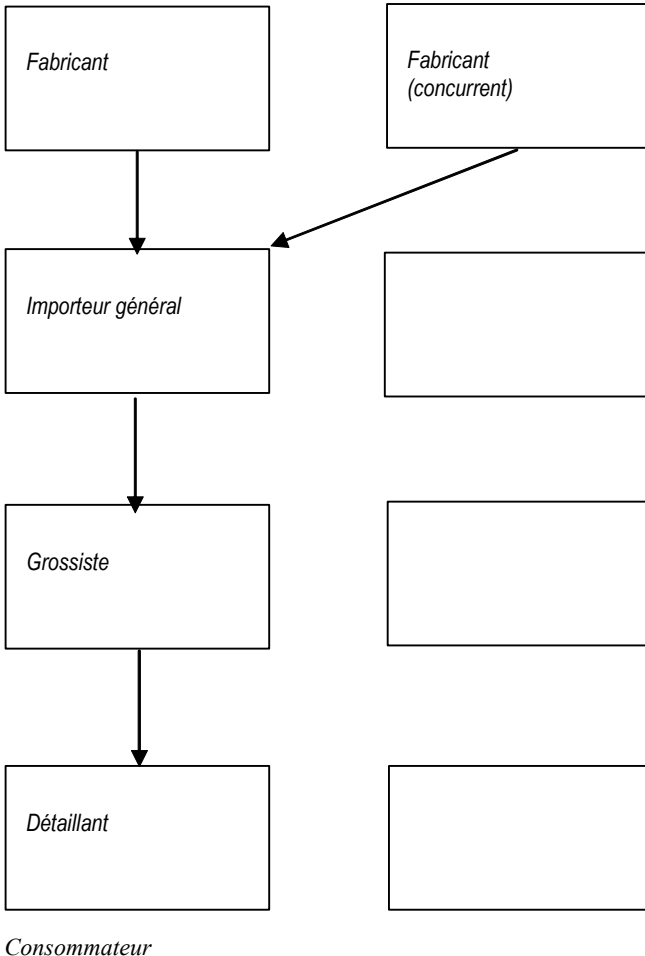 Fabricant
Fabricant
(concurrent)
Importeur général
Grossiste
Détaillant
Consommateur